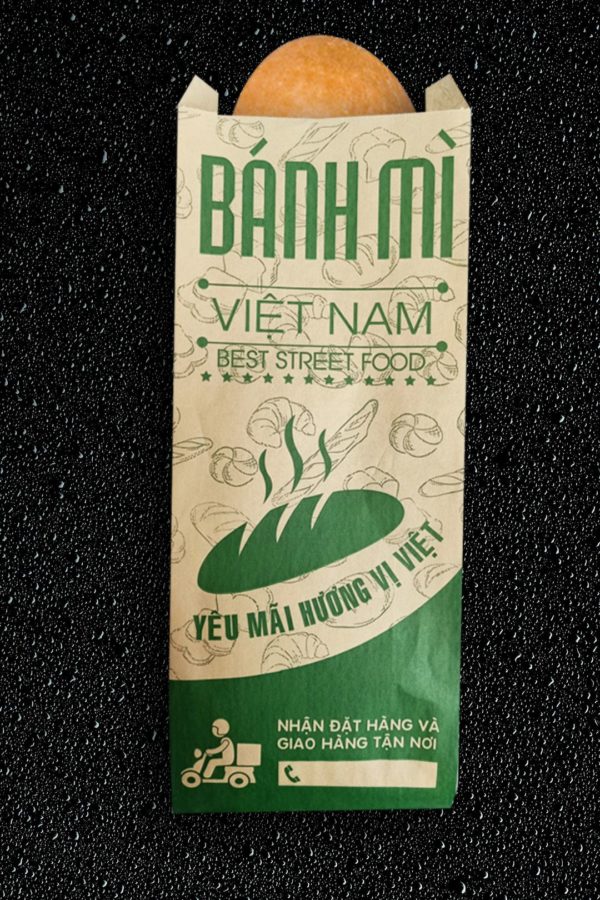 BÁNH MÌ
VIỆT NAM
BEST STREET FOOD
YÊU MÃI HƯƠNG VỊ VIỆT
NHẬN ĐẶT HÀNG VÀ
GIAO HÀNG TẬN NƠI